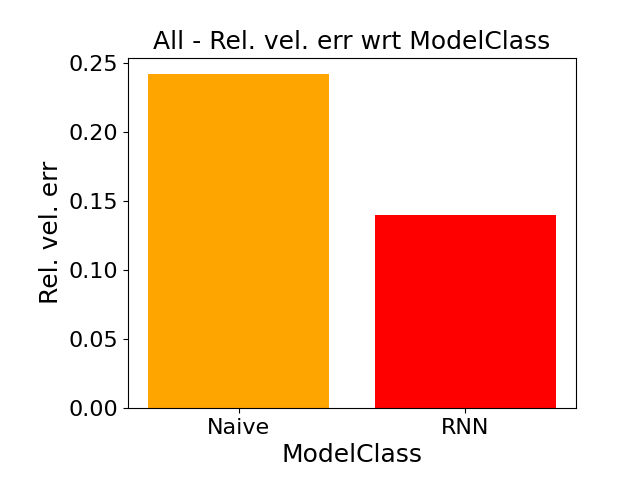 All - Rel. vel. err wrt ModelClass
Rel. vel. err
0.25
0.20
0.15
0.10
0.05
0.00
Naive RNN
ModelClass